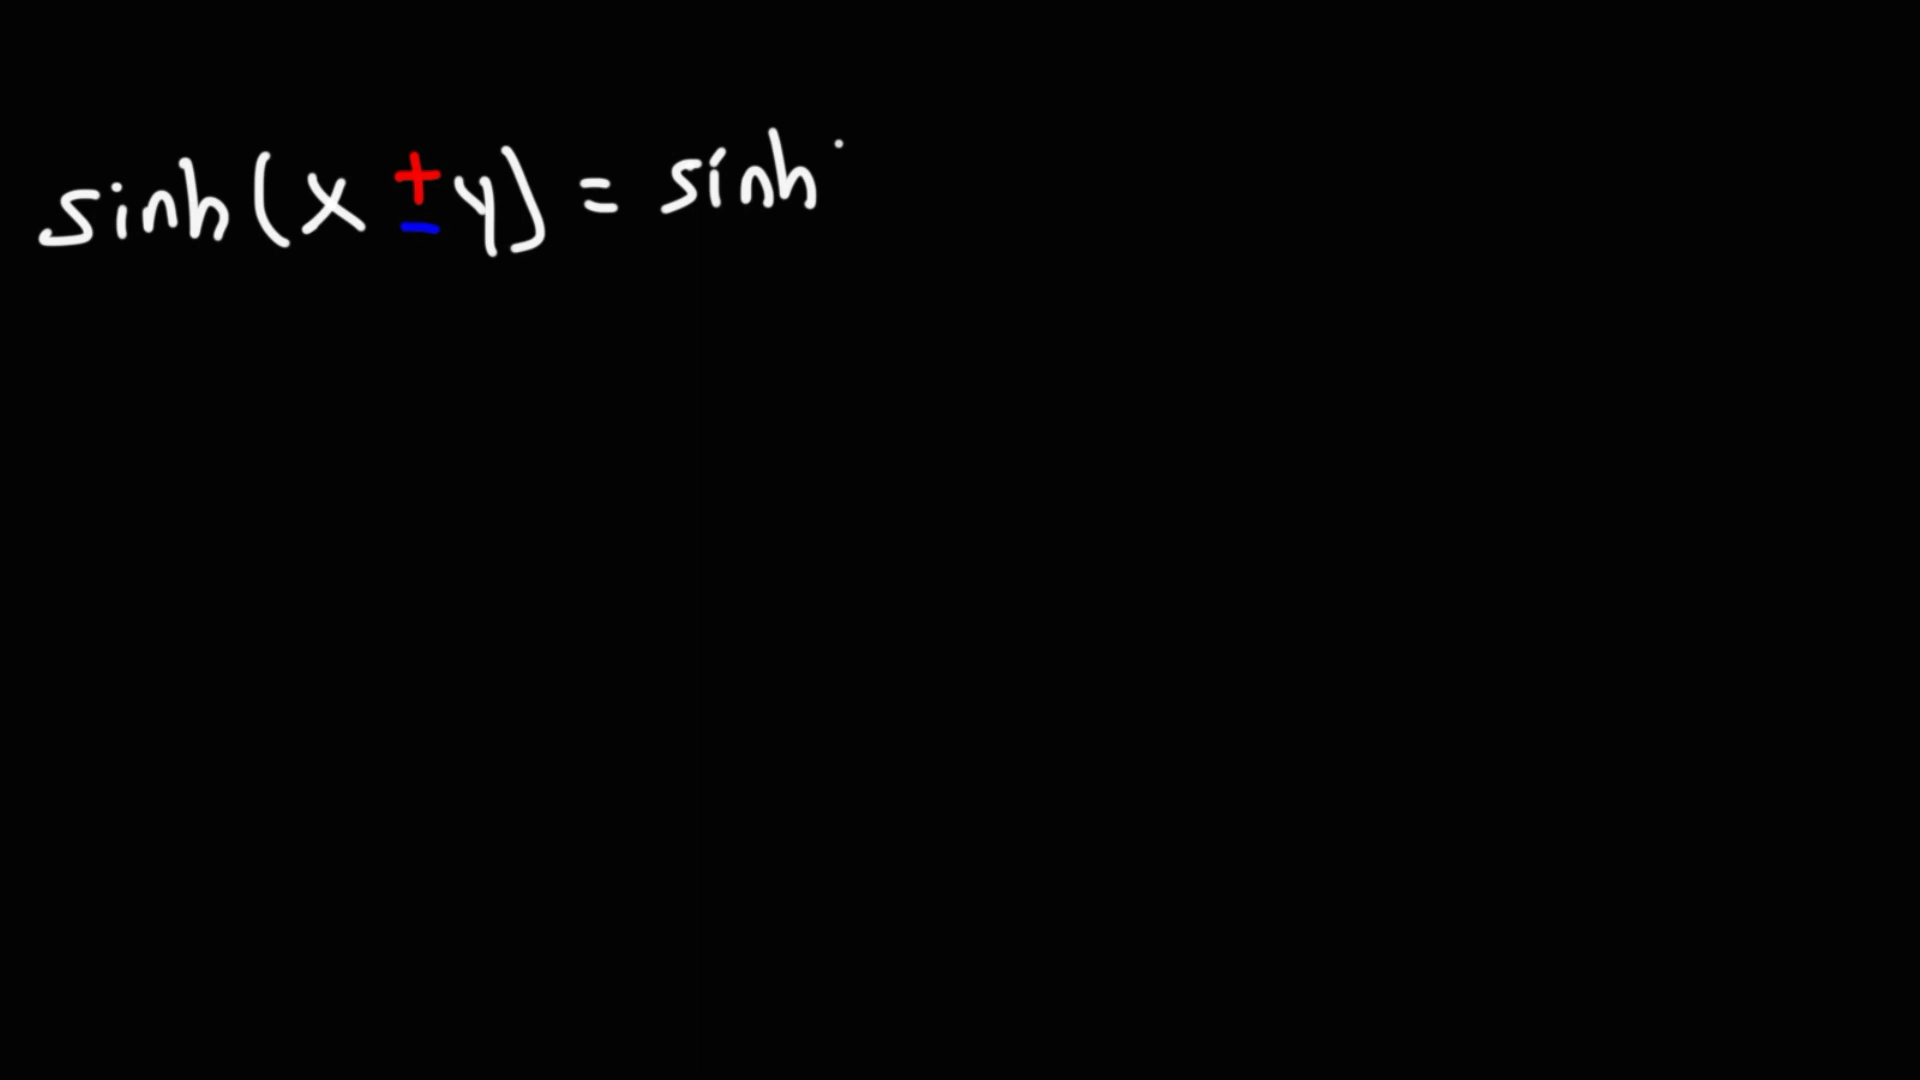 sinh(x ± y) = sinh